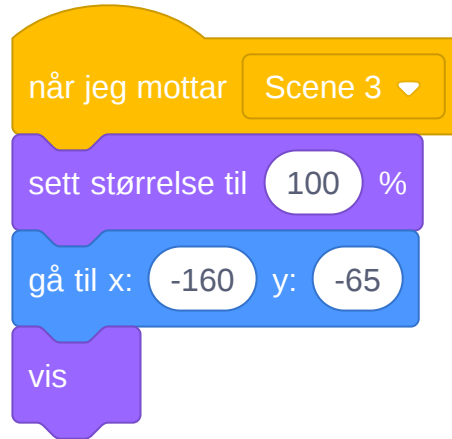 når jeg mottar Scene 3
sett størrelse til 100 %
gå til x: -160 y: -65
vis